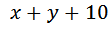 x + y + 10